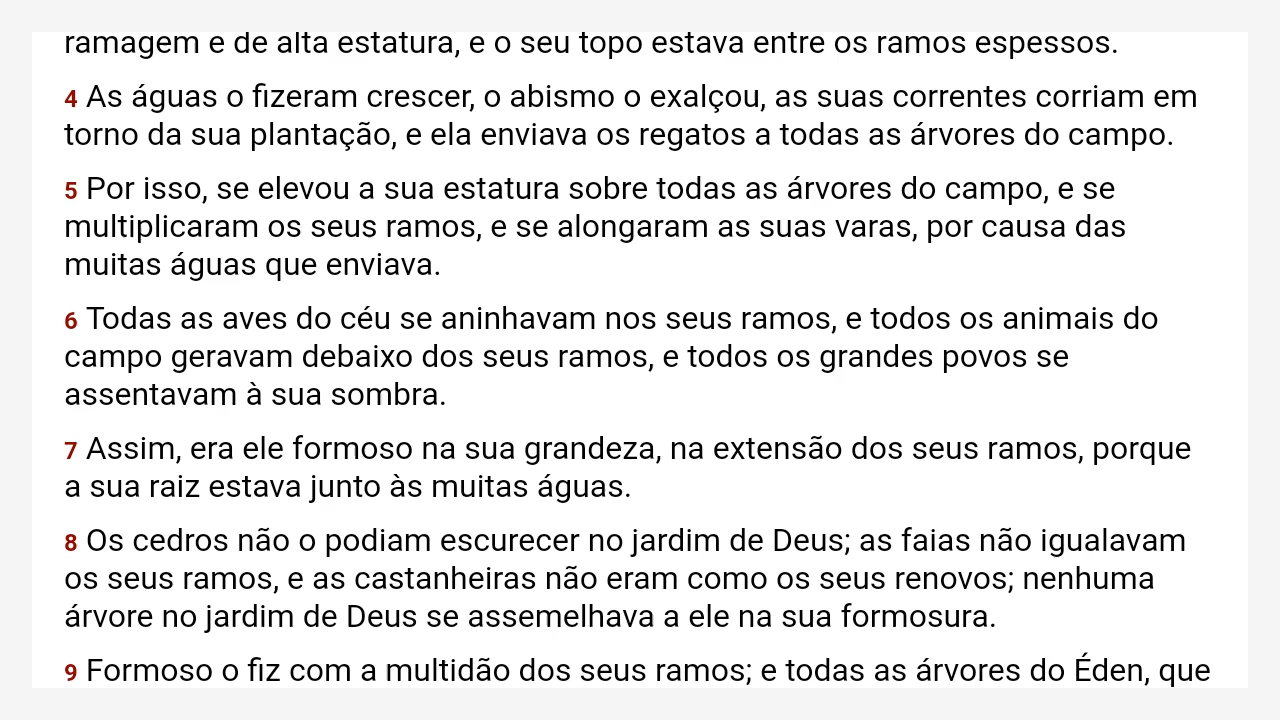 ramagem e de alta estatura, e o seu topo estava entre os ramos espessos.
4 As águas o fizeram crescer, o abismo o exalçou, as suas correntes corriam em
torno da sua plantação, e ela enviava os regatos a todas as árvores do campo.
5 Por isso, se elevou a sua estatura sobre todas as árvores do campo, e se
multiplicaram os seus ramos, e se alongaram as suas varas, por causa das
muitas águas que enviava.
6 Todas as aves do céu se aninhavam nos seus ramos, e todos os animais do
campo geravam debaixo dos seus ramos, e todos os grandes povos se
assentavam à sua sombra.
7 Assim, era ele formoso na sua grandeza, na extensão dos seus ramos, porque
a sua raiz estava junto às muitas águas.
8 Os cedros não o podiam escurecer no jardim de Deus; as faias não igualavam
os seus ramos, e as castanheiras não eram como os seus renovos; nenhuma
árvore no jardim de Deus se assemelhava a ele na sua formosura.
9 Formoso o fiz com a multidão dos seus ramos; e todas as árvores do Éden, que